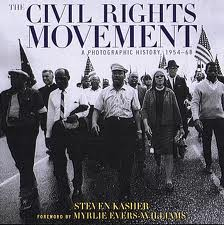 THE
CIVIL RIGHTS
MOVEMENT
A PHOTOGRAPHIC HISTORY, 1954–68
STEVEN KASHER
FOREWORD BY MYRLIE EVERS-WILLIAMS